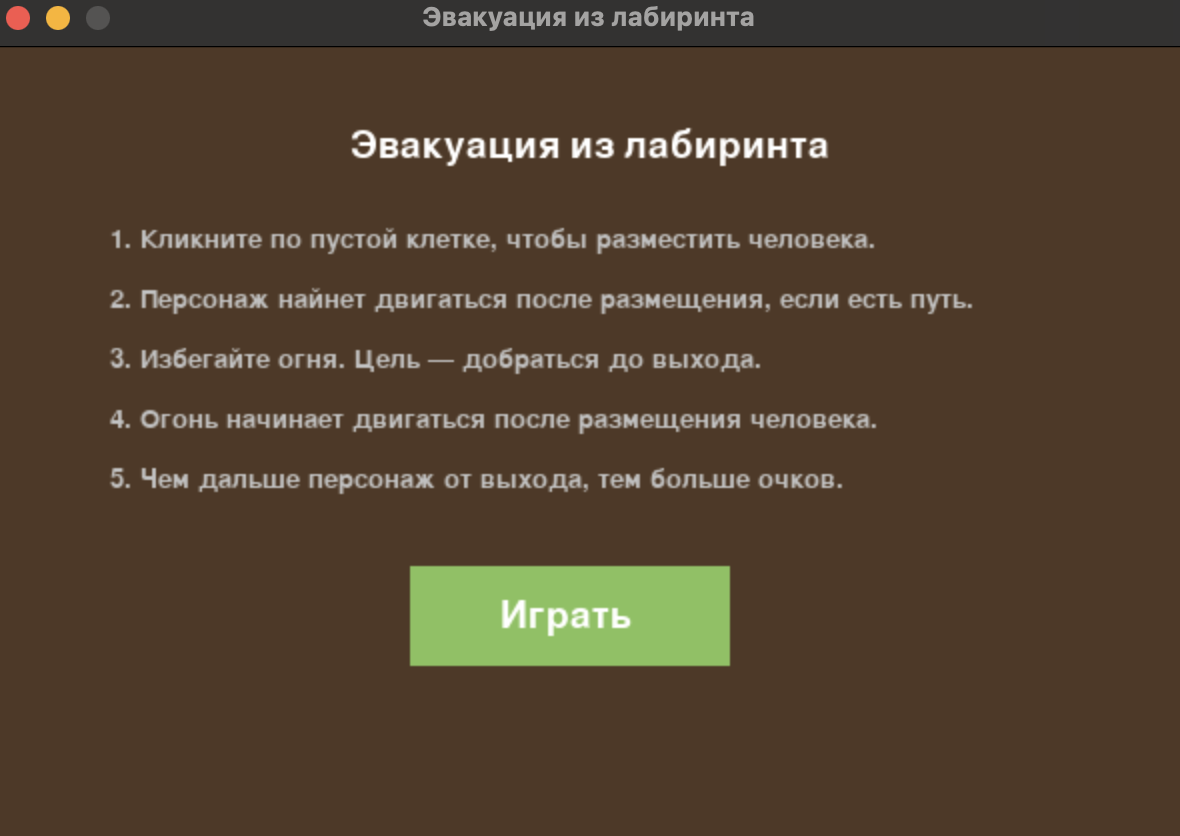 Эвакуация из лабиринта
Эвакуация из лабиринта
1. Кликните по пустой клетке, чтобы разместить человека.
2. Персонаж найнет двигаться после размещения, если есть путь.
3. Избегайте огня. Цель — добраться до выхода.
4. Огонь начинает двигаться после размещения человека.
5. Чем дальше персонаж от выхода, тем больше очков.
Играть